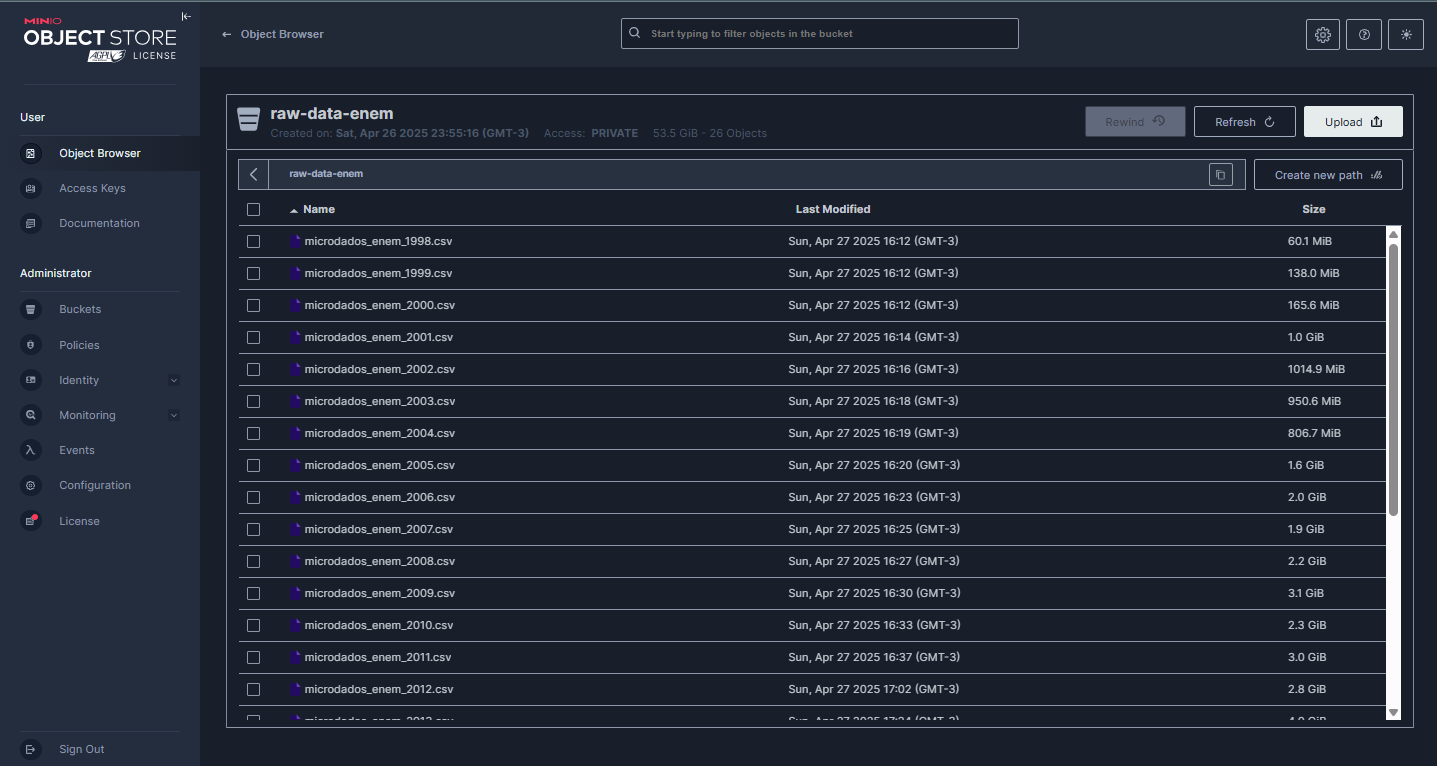 MINIO
OBJECT STORE
AGPLv3 LICENSE
User
Object Browser
Access Keys
Documentation
Administrator
Buckets
Policies
Identity
Monitoring
Events
Configuration
License
Sign Out
← Object Browser
Start typing to filter objects in the bucket
raw-data-enem
Created on: Sat, Apr 26 2025 23:55:16 (GMT-3) Access: PRIVATE 53.5 GiB - 26 Objects
Rewind Refresh Upload
raw-data-enem Create new path
Name Last Modified Size
microdados_enem_1998.csv Sun, Apr 27 2025 16:12 (GMT-3) 60.1 MiB
microdados_enem_1999.csv Sun, Apr 27 2025 16:12 (GMT-3) 138.0 MiB
microdados_enem_2000.csv Sun, Apr 27 2025 16:12 (GMT-3) 165.6 MiB
microdados_enem_2001.csv Sun, Apr 27 2025 16:14 (GMT-3) 1.0 GiB
microdados_enem_2002.csv Sun, Apr 27 2025 16:16 (GMT-3) 1014.9 MiB
microdados_enem_2003.csv Sun, Apr 27 2025 16:18 (GMT-3) 950.6 MiB
microdados_enem_2004.csv Sun, Apr 27 2025 16:19 (GMT-3) 806.7 MiB
microdados_enem_2005.csv Sun, Apr 27 2025 16:20 (GMT-3) 1.6 GiB
microdados_enem_2006.csv Sun, Apr 27 2025 16:23 (GMT-3) 2.0 GiB
microdados_enem_2007.csv Sun, Apr 27 2025 16:25 (GMT-3) 1.9 GiB
microdados_enem_2008.csv Sun, Apr 27 2025 16:27 (GMT-3) 2.2 GiB
microdados_enem_2009.csv Sun, Apr 27 2025 16:30 (GMT-3) 3.1 GiB
microdados_enem_2010.csv Sun, Apr 27 2025 16:33 (GMT-3) 2.3 GiB
microdados_enem_2011.csv Sun, Apr 27 2025 16:37 (GMT-3) 3.0 GiB
microdados_enem_2012.csv Sun, Apr 27 2025 17:02 (GMT-3) 2.8 GiB